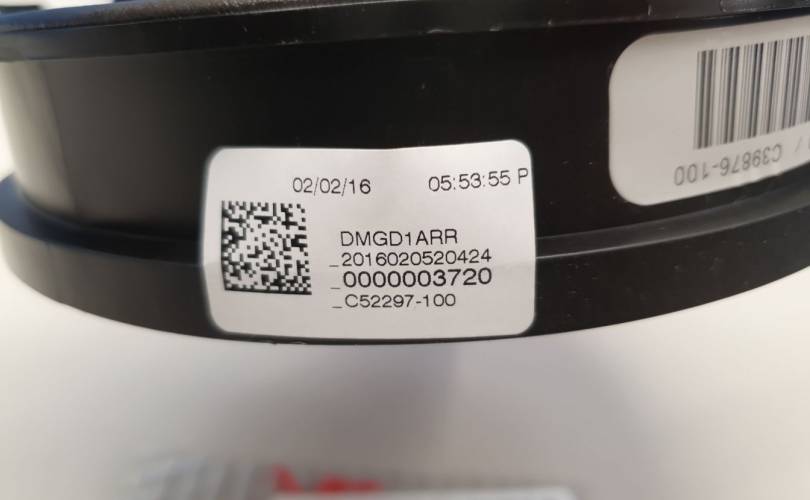 02/02/16 05:53:55 P
DMGD1ARR
_2016020520424
_0000003720
_C52297-100
/ C39876-100